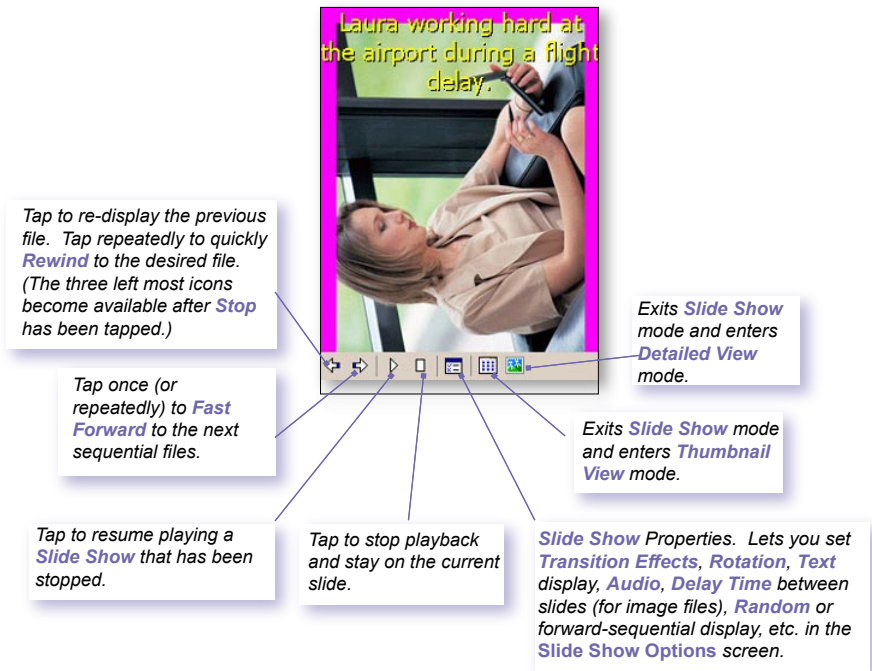 Laura working hard at
the airport during a flight
delay.
Tap to re-display the previous
file. Tap repeatedly to quickly
Rewind to the desired file.
(The three left most icons
become available after Stop
has been tapped.)
Exits Slide Show
mode and enters
Detailed View
mode.
Tap once (or
repeatedly) to Fast
Forward to the next
sequential files.
Exits Slide Show mode
and enters Thumbnail
View mode.
Tap to resume playing a
Slide Show that has been
stopped.
Tap to stop playback
and stay on the current
slide.
Slide Show Properties. Lets you set
Transition Effects, Rotation, Text
display, Audio, Delay Time between
slides (for image files), Random or
forward-sequential display, etc. in the
Slide Show Options screen.